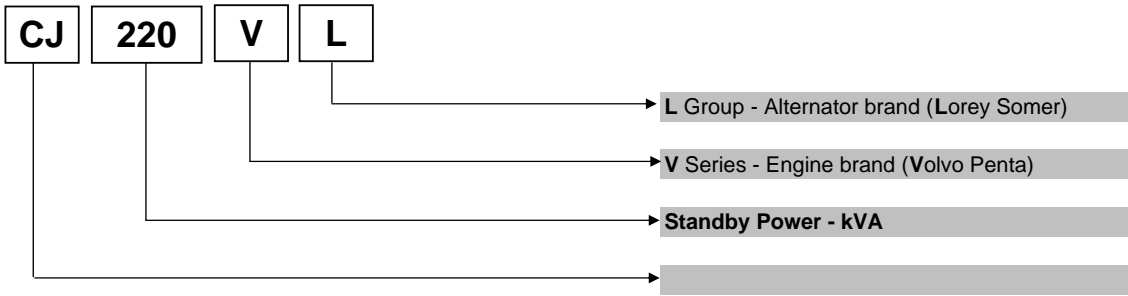 CJ 220 V L
L Group - Alternator brand (Lorey Somer)
V Series - Engine brand (Volvo Penta)
Standby Power - kVA